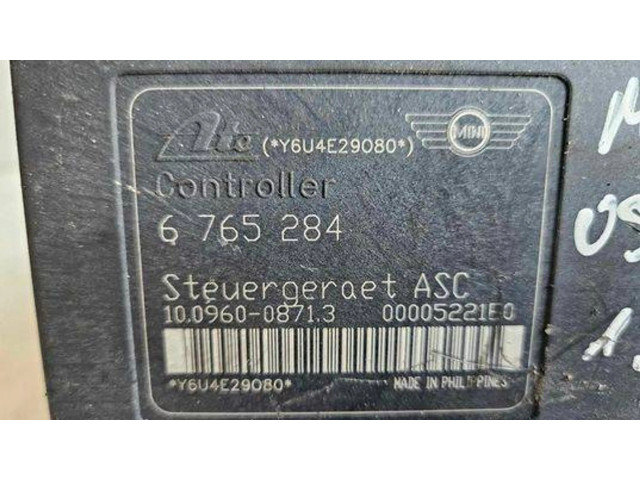 Ate (*Y6U4E29080*) MINI
Controller
6 765 284
Steuergeraet ASC
10.0960-0871.3 00005221E0
*Y6U4E29080* MADE IN PHILIPPINES